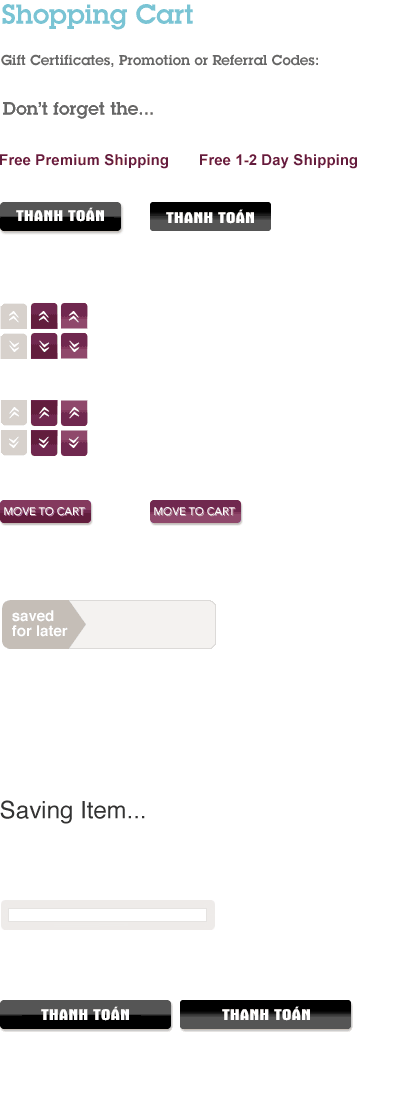 Shopping Cart
Gift Certificates, Promotion or Referral Codes:
Don't forget the...
Free Premium Shipping Free 1-2 Day Shipping
THANH TOÁN THANH TOÁN
MOVE TO CART MOVE TO CART
saved
for later
Saving Item...
THANH TOÁN THANH TOÁN